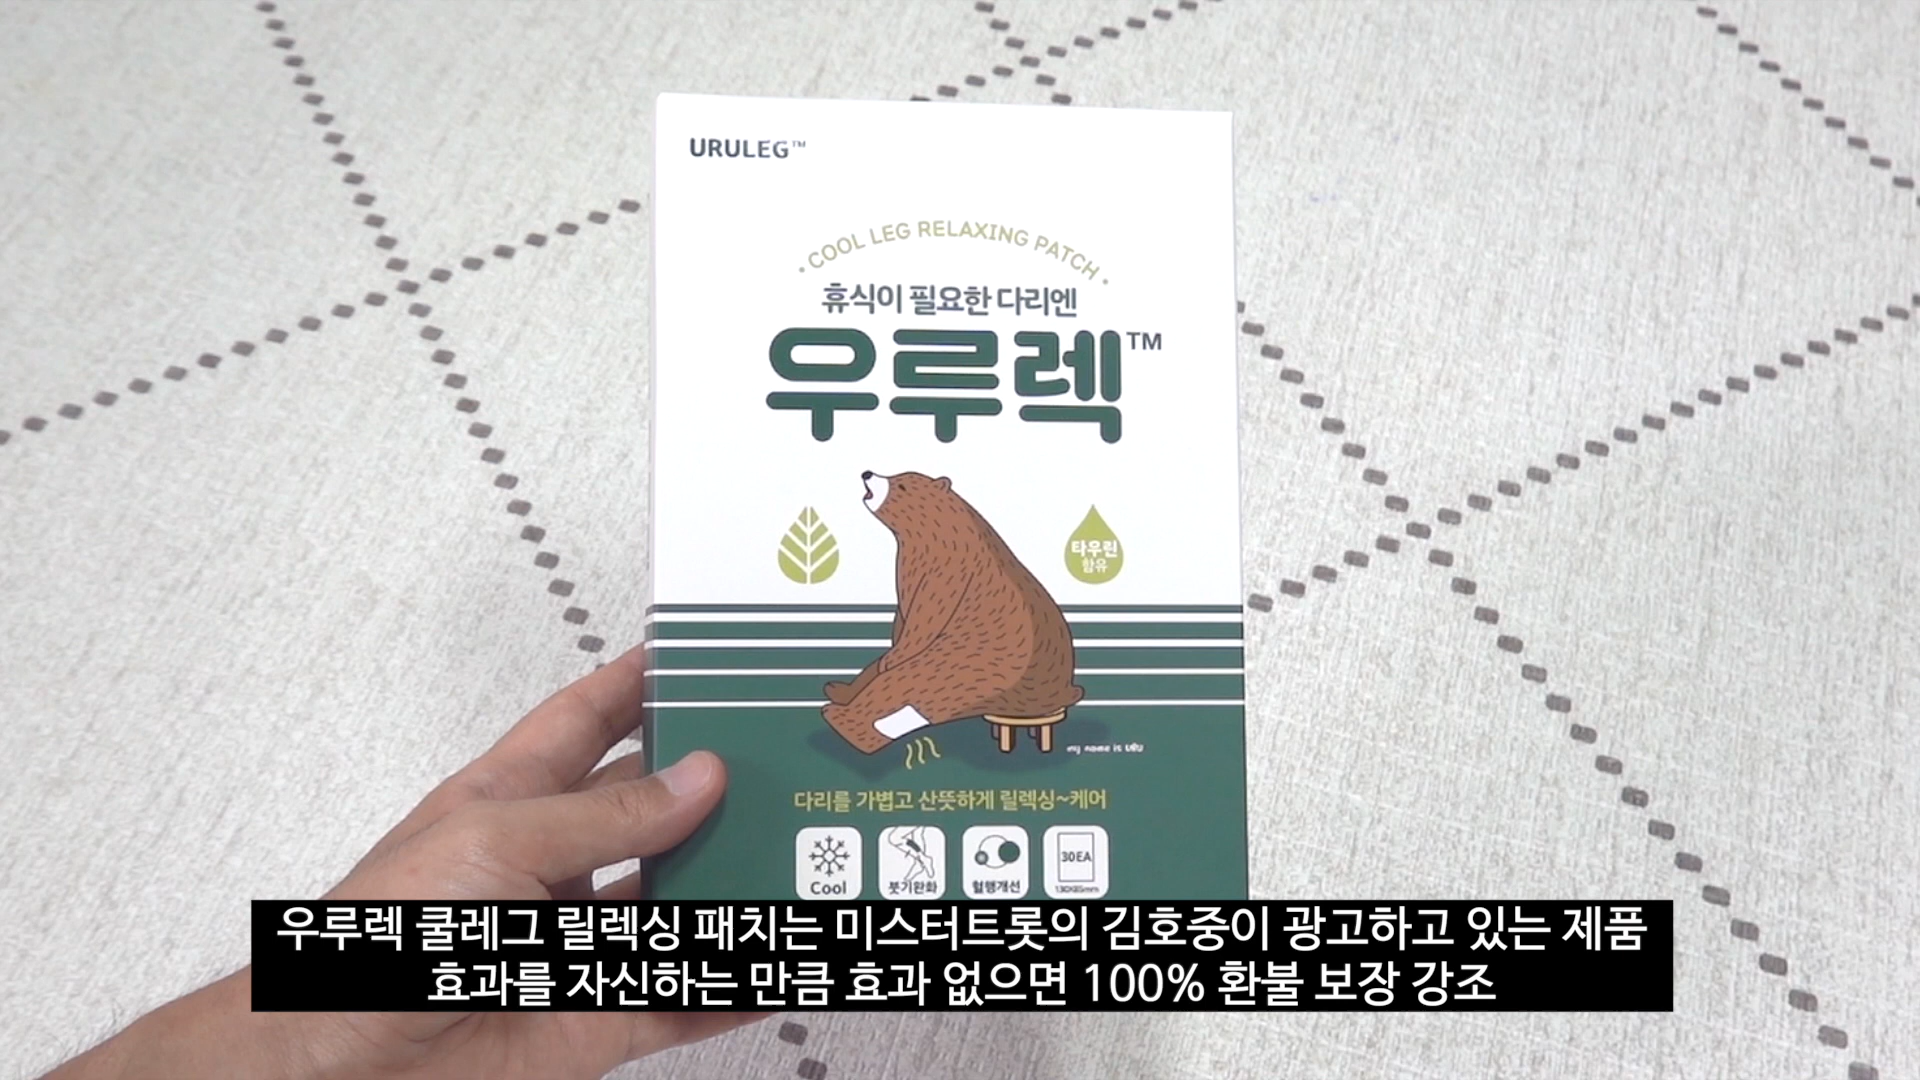 URULEG™
· COOL LEG RELAXING PATCH ·
휴식이 필요한 다리엔
우루렉™
타우린
함유
my name is URU
다리를 가볍고 산뜻하게 릴렉싱~케어
Cool
붓기완화
혈행개선
30EA
130X85mm
우루렉 쿨레그 릴렉싱 패치는 미스터트롯의 김호중이 광고하고 있는 제품
효과를 자신하는 만큼 효과 없으면 100% 환불 보장 강조